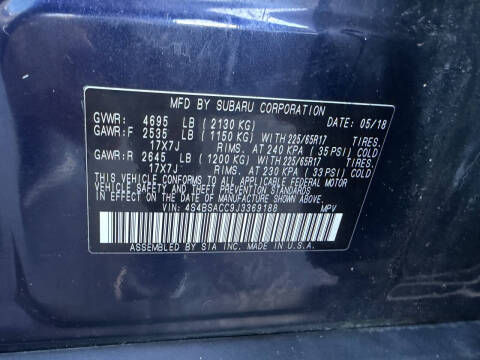 MFD BY SUBARU CORPORATION
GVWR: 4695 LB ( 2130 KG) DATE: 05/18
GAWR:F 2535 LB ( 1150 KG) WITH 225/65R17 TIRES.
17X7J RIMS. AT 240 KPA ( 35 PSI) COLD
GAWR:R 2645 LB ( 1200 KG) WITH 225/65R17 TIRES.
17X7J RIMS. AT 230 KPA ( 33 PSI) COLD
THIS VEHICLE CONFORMS TO ALL APPLICABLE FEDERAL MOTOR
VEHICLE SAFETY, BUMPER, AND THEFT PREVENTION STANDARDS
IN EFFECT ON THE DATE OF MANUFACTURE SHOWN ABOVE.
VIN: 4S4BSACC9J3369188 MPV
ASSEMBLED BY SIA INC. MADE IN U.S.A.